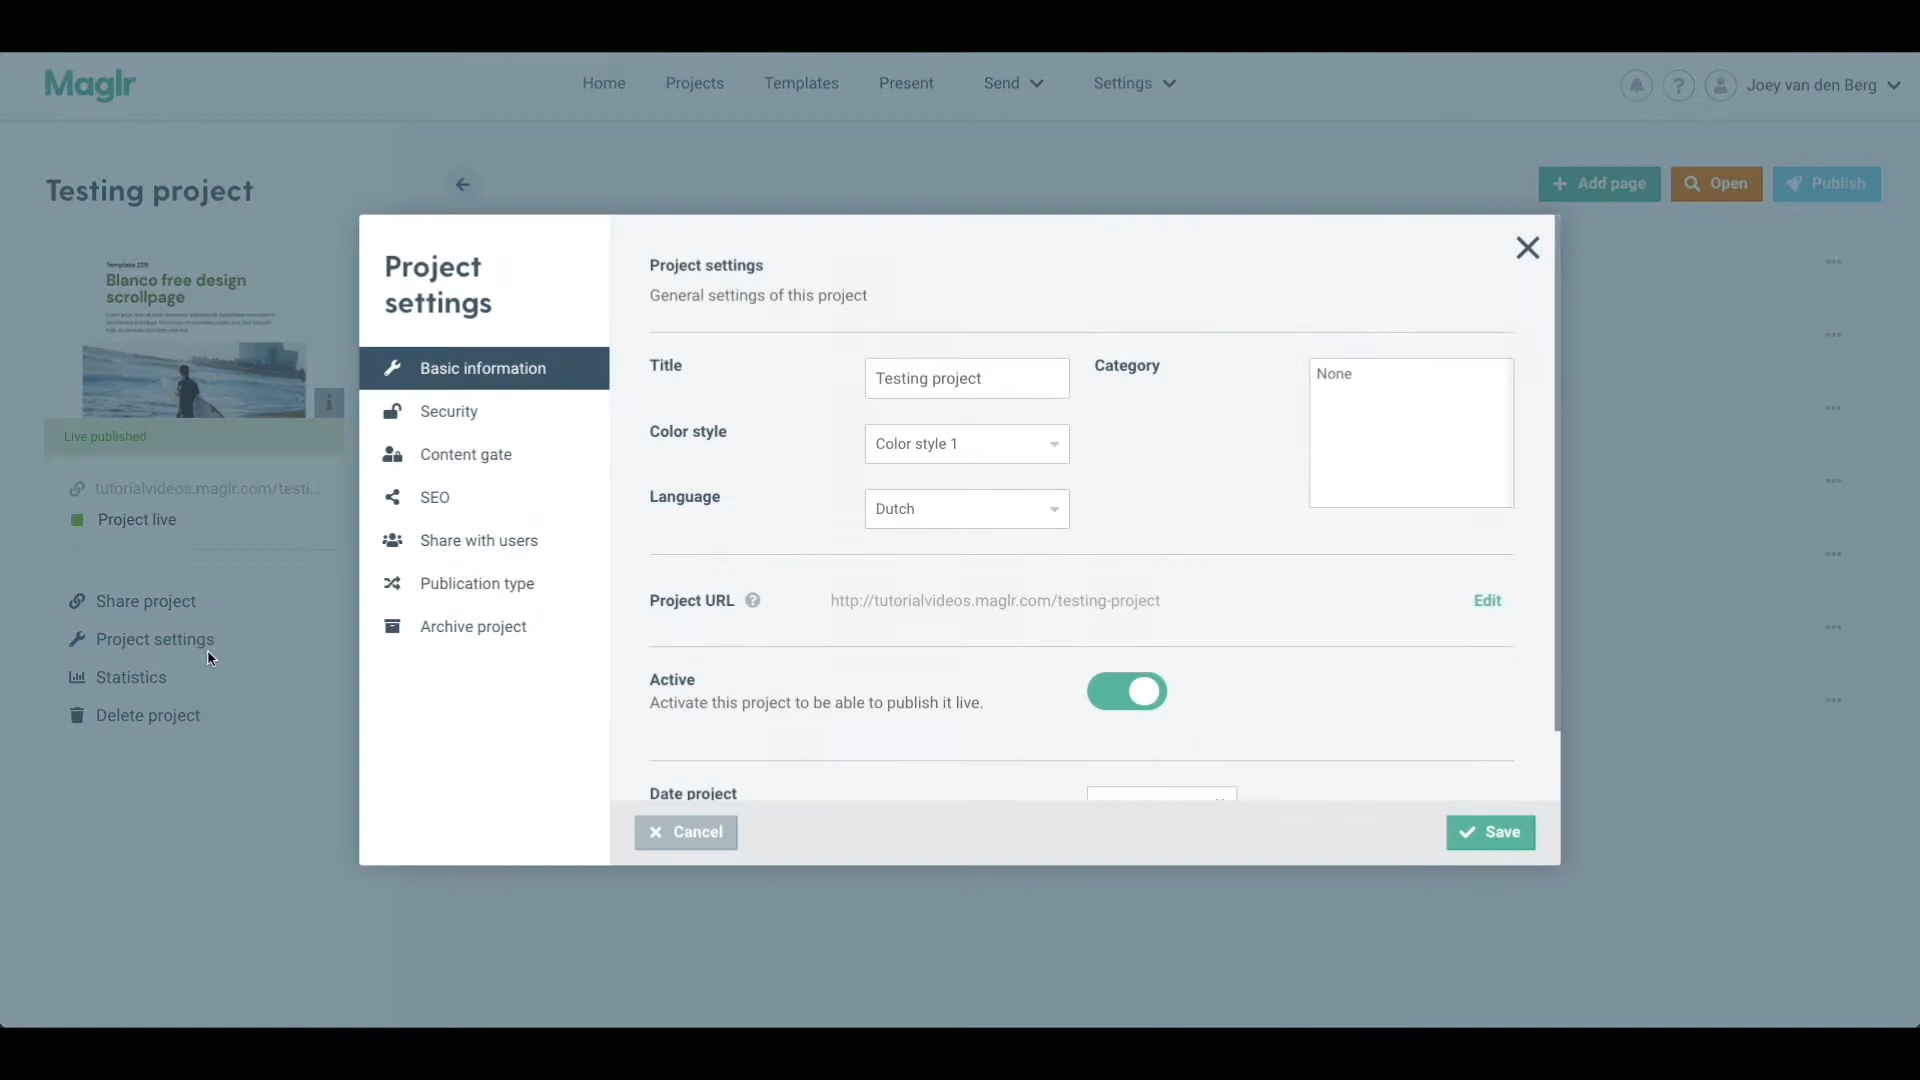 Maglr
Home
Projects
Templates
Present
Send
Settings
?
Joey van den Berg
Testing project
Add page
Open
Publish
Template 229
Blanco free design
scrollpage
i
Live published
tutorialvideos.maglr.com/testi...
Project live
Share project
Project settings
Statistics
Delete project
Project
settings
Basic information
Security
Content gate
SEO
Share with users
Publication type
Archive project
Project settings
General settings of this project
Title
Testing project
Category
None
Color style
Color style 1
Language
Dutch
Project URL ?
http://tutorialvideos.maglr.com/testing-project
Edit
Active
Activate this project to be able to publish it live.
Date project
Cancel
Save